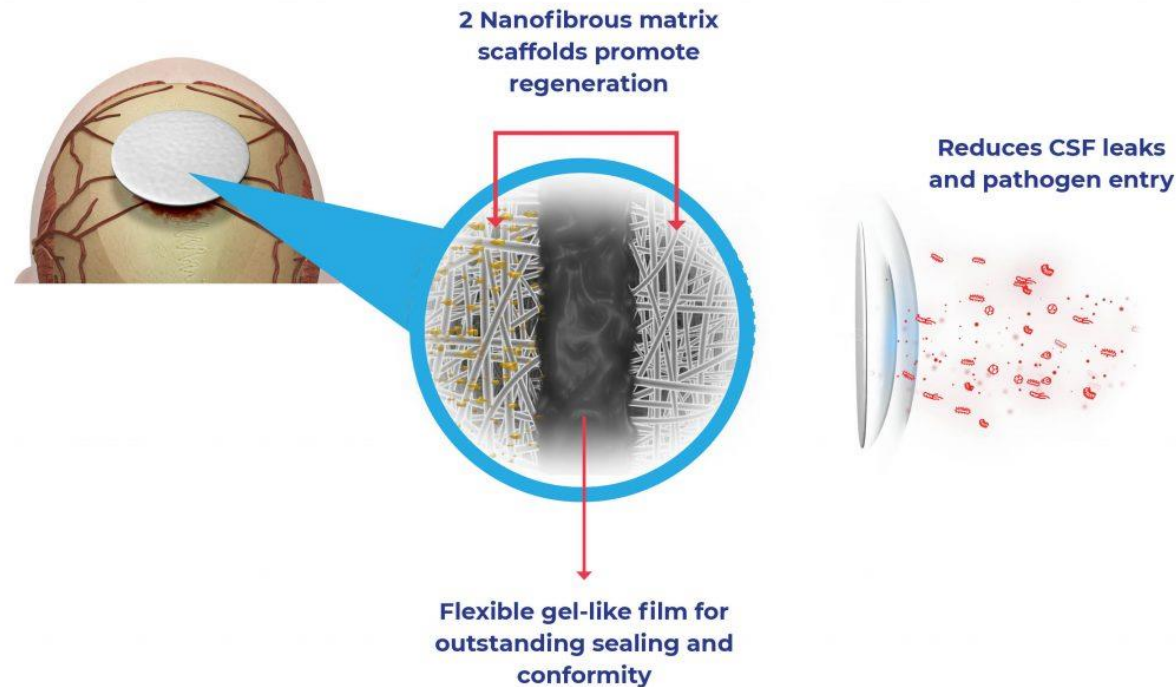 2 Nanofibrous matrix
scaffolds promote
regeneration
Reduces CSF leaks
and pathogen entry
Flexible gel-like film for
outstanding sealing and
conformity